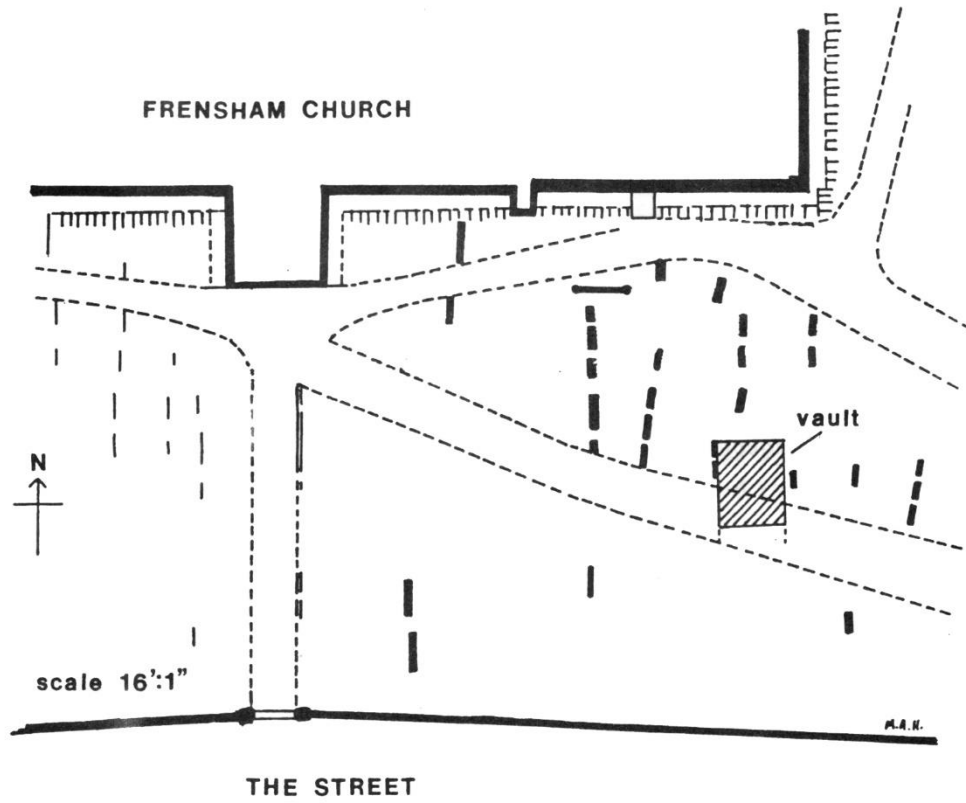 FRENSHAM CHURCH
vault
N
scale 16':1"
M.A.H.
THE STREET